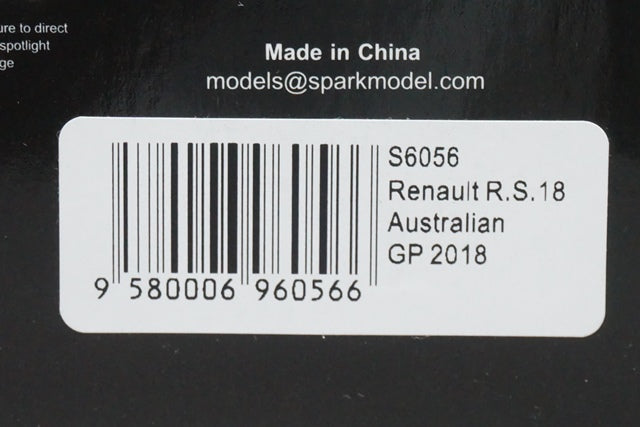 ure to direct
spotlight
ge
Made in China
models@sparkmodel.com
S6056
Renault R.S.18
Australian
GP 2018
9 580006 960566